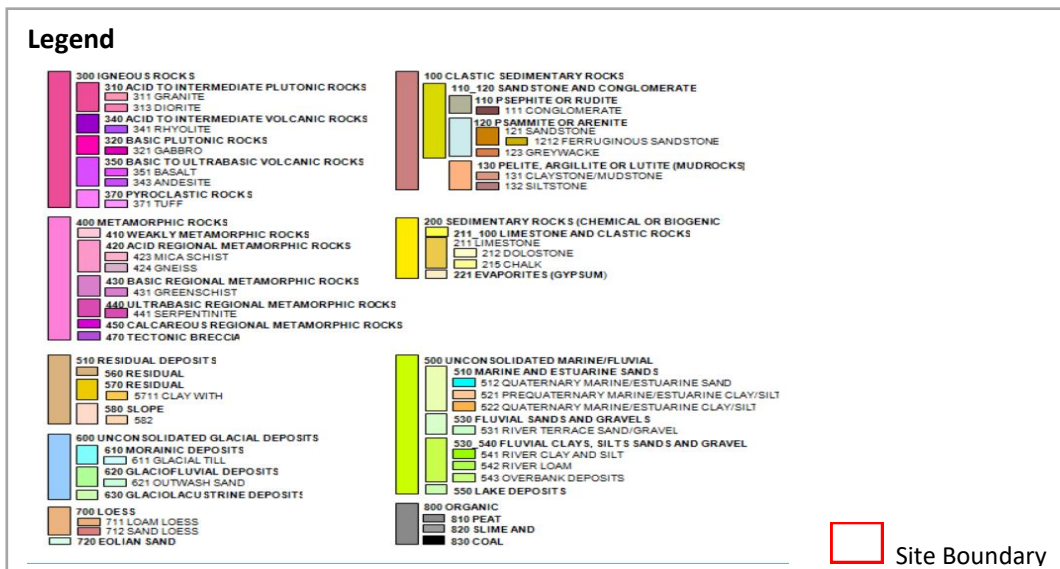 Legend
300 IGNEOUS ROCKS
310 ACID TO INTERMEDIATE PLUTONIC ROCKS
311 GRANITE
313 DIORITE
340 ACID TO INTERMEDIATE VOLCANIC ROCKS
341 RHYOLITE
320 BASIC PLUTONIC ROCKS
321 GABBRO
350 BASIC TO ULTRABASIC VOLCANIC ROCKS
351 BASALT
343 ANDESITE
370 PYROCLASTIC ROCKS
371 TUFF
400 METAMORPHIC ROCKS
410 WEAKLY METAMORPHIC ROCKS
420 ACID REGIONAL METAMORPHIC ROCKS
423 MICA SCHIST
424 GNEISS
430 BASIC REGIONAL METAMORPHIC ROCKS
431 GREENSCHIST
440 ULTRABASIC REGIONAL METAMORPHIC ROCKS
441 SERPENTINITE
450 CALCAREOUS REGIONAL METAMORPHIC ROCKS
470 TECTONIC BRECCIA
510 RESIDUAL DEPOSITS
560 RESIDUAL
570 RESIDUAL
5711 CLAY WITH
580 SLOPE
582
600 UNCONSOLIDATED GLACIAL DEPOSITS
610 MORAINIC DEPOSITS
611 GLACIAL TILL
620 GLACIOFLUVIAL DEPOSITS
621 OUTWASH SAND
630 GLACIOLACUSTRINE DEPOSITS
700 LOESS
711 LOAM LOESS
712 SAND LOESS
720 EOLIAN SAND
100 CLASTIC SEDIMENTARY ROCKS
110_120 SANDSTONE AND CONGLOMERATE
110 PSEPHITE OR RUDITE
111 CONGLOMERATE
120 PSAMMITE OR ARENITE
121 SANDSTONE
1212 FERRUGINOUS SANDSTONE
123 GREYWACKE
130 PELITE, ARGILLITE OR LUTITE (MUDROCKS)
131 CLAYSTONE/MUDSTONE
132 SILTSTONE
200 SEDIMENTARY ROCKS (CHEMICAL OR BIOGENIC
211_100 LIMESTONE AND CLASTIC ROCKS
211 LIMESTONE
212 DOLOSTONE
215 CHALK
221 EVAPORITES (GYPSUM)
500 UNCONSOLIDATED MARINE/FLUVIAL
510 MARINE AND ESTUARINE SANDS
512 QUATERNARY MARINE/ESTUARINE SAND
521 PREQUATERNARY MARINE/ESTUARINE CLAY/SILT
522 QUATERNARY MARINE/ESTUARINE CLAY/SILT
530 FLUVIAL SANDS AND GRAVELS
531 RIVER TERRACE SAND/GRAVEL
530_540 FLUVIAL CLAYS, SILTS SANDS AND GRAVEL
541 RIVER CLAY AND SILT
542 RIVER LOAM
543 OVERBANK DEPOSITS
550 LAKE DEPOSITS
800 ORGANIC
810 PEAT
820 SLIME AND
830 COAL
Site Boundary